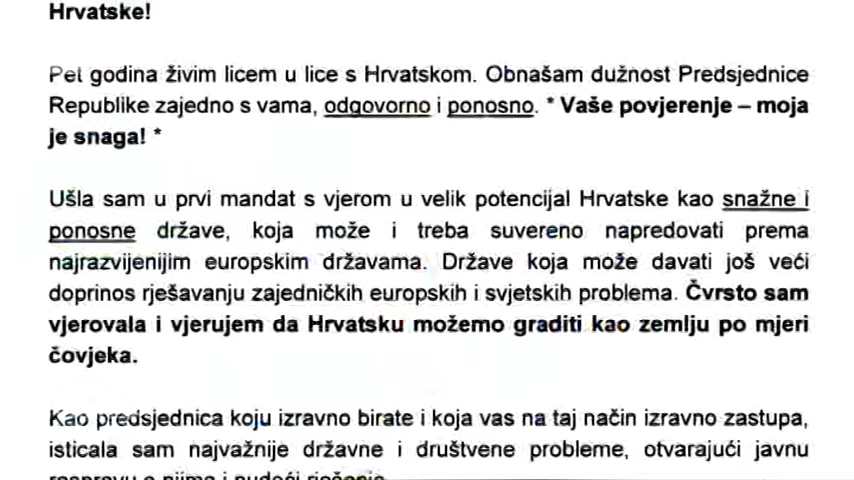 Hrvatske!
Pet godina živim licem u lice s Hrvatskom. Obnašam dužnost Predsjednice
Republike zajedno s vama, odgovorno i ponosno. * Vaše povjerenje – moja
je snaga! *
Ušla sam u prvi mandat s vjerom u velik potencijal Hrvatske kao snažne i
ponosne države, koja može i treba suvereno napredovati prema
najrazvijenijim europskim državama. Države koja može davati još veći
doprinos rješavanju zajedničkih europskih i svjetskih problema. Čvrsto sam
vjerovala i vjerujem da Hrvatsku možemo graditi kao zemlju po mjeri
čovjeka.
Kao predsjednica koju izravno birate i koja vas na taj način izravno zastupa,
isticala sam najvažnije državne i društvene probleme, otvarajući javnu
raspravu o njima i nudeći rješenja